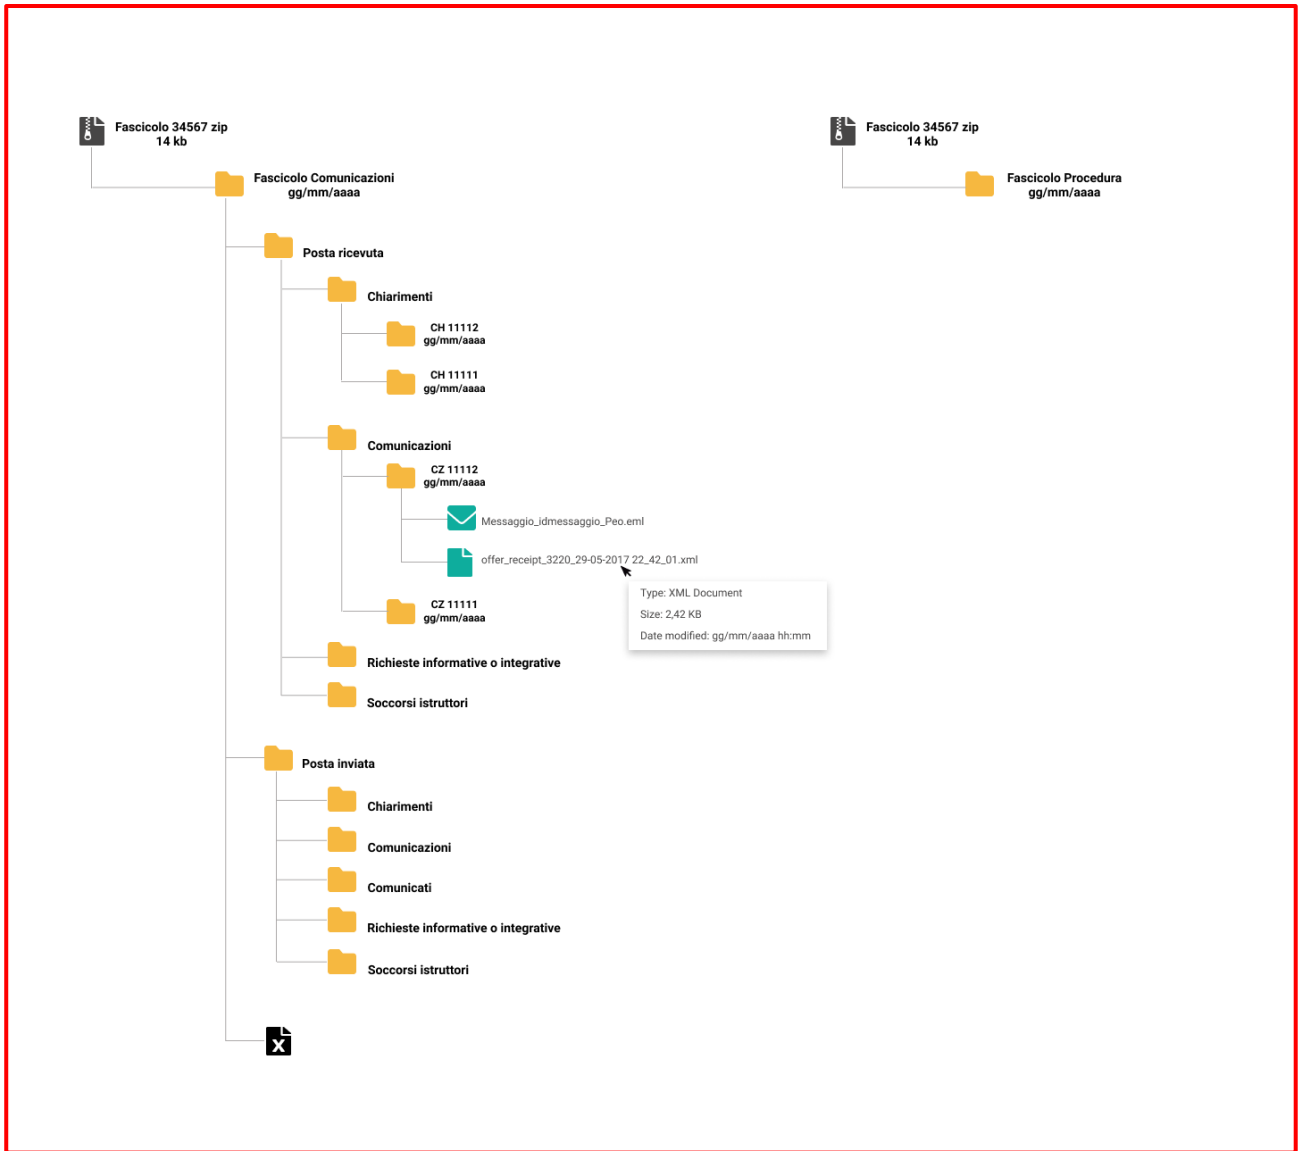 Fascicolo 34567 zip
14 kb
Fascicolo Comunicazioni
gg/mm/aaaa
Posta ricevuta
Chiarimenti
CH 11112
gg/mm/aaaa
CH 11111
gg/mm/aaaa
Comunicazioni
CZ 11112
gg/mm/aaaa
Messaggio_idmessaggio_Peo.eml
offer_receipt_3220_29-05-2017 22_42_01.xml
Type: XML Document
Size: 2,42 KB
Date modified: gg/mm/aaaa hh:mm
CZ 11111
gg/mm/aaaa
Richieste informative o integrative
Soccorsi istruttori
Posta inviata
Chiarimenti
Comunicazioni
Comunicati
Richieste informative o integrative
Soccorsi istruttori
X
Fascicolo 34567 zip
14 kb
Fascicolo Procedura
gg/mm/aaaa